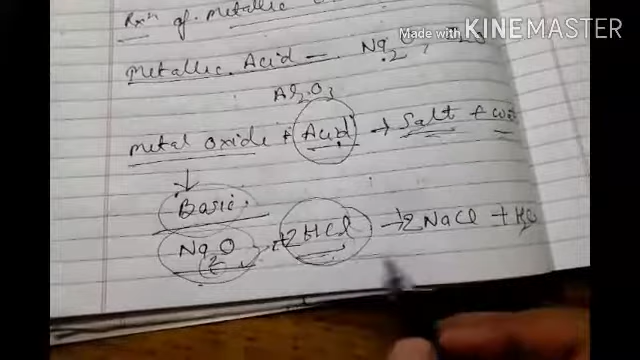 Made with KINEMASTER
Rxn of metallic
metallic Acid — Na2O,
Al2O3
metal oxide + Acid → Salt +
Basic
Na2O + 2HCl → 2NaCl + H2O